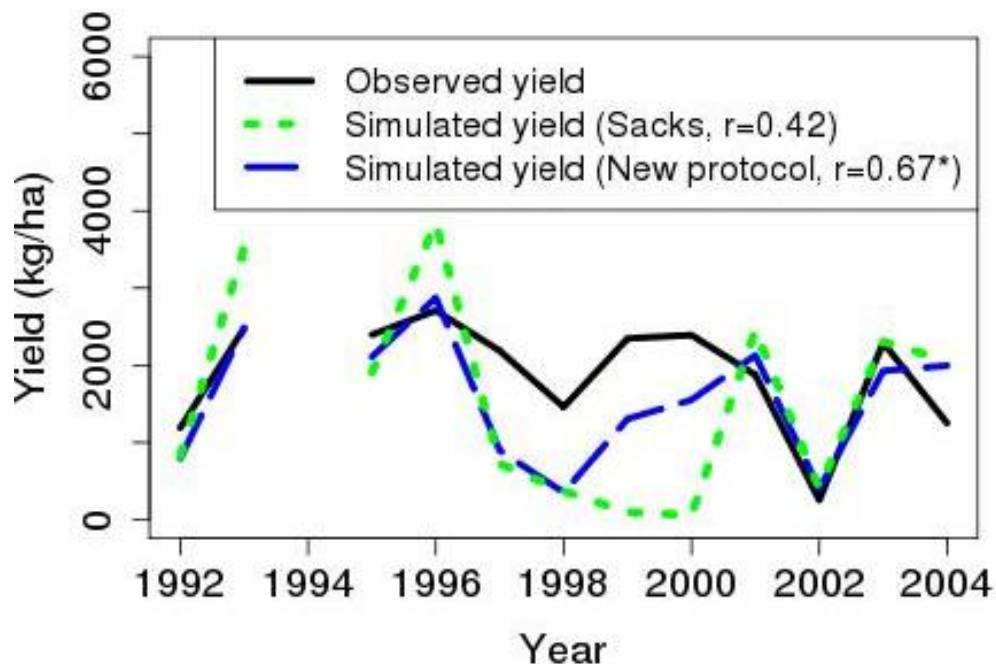 Observed yield
Simulated yield (Sacks, r=0.42)
Simulated yield (New protocol, r=0.67*)
Yield (kg/ha)
6000
4000
2000
0
1992 1994 1996 1998 2000 2002 2004
Year